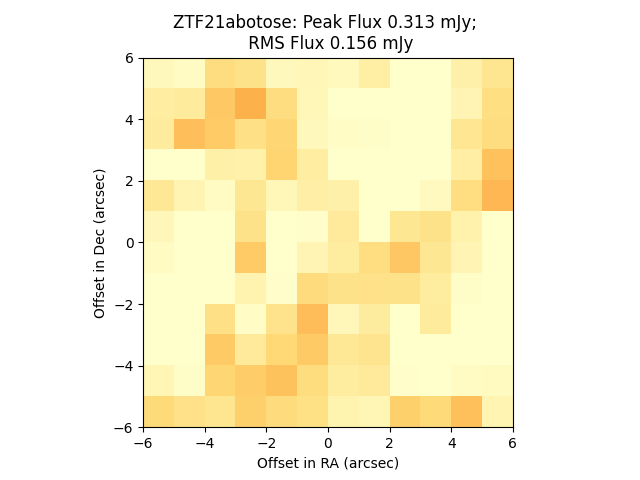 ZTF21abotose: Peak Flux 0.313 mJy;
RMS Flux 0.156 mJy
6
4
2
0
−2
−4
−6
Offset in Dec (arcsec)
−6 −4 −2 0 2 4 6
Offset in RA (arcsec)